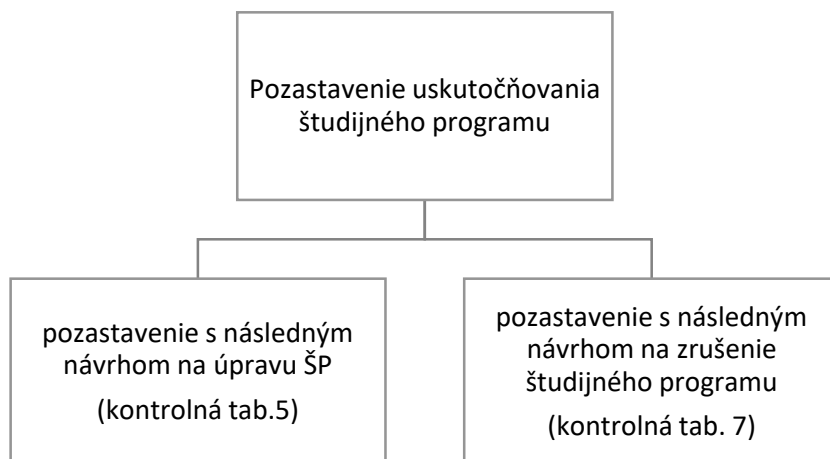 Pozastavenie uskutočňovania
študijného programu
pozastavenie s následným
návrhom na úpravu ŠP
(kontrolná tab.5)
pozastavenie s následným
návrhom na zrušenie
študijného programu
(kontrolná tab. 7)